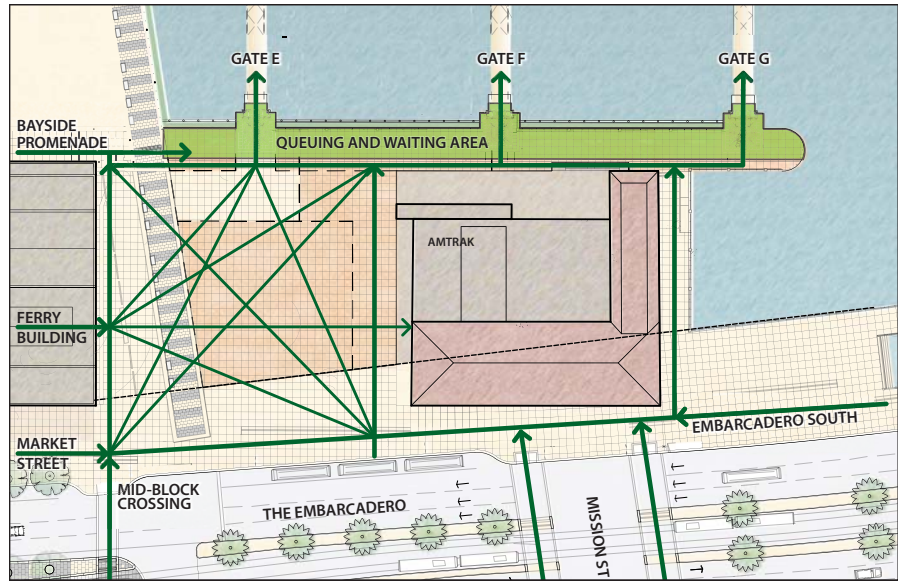 GATE E
GATE F
GATE G
BAYSIDE
PROMENADE
QUEUING AND WAITING AREA
AMTRAK
FERRY
BUILDING
MARKET
STREET
EMBARCADERO SOUTH
MID-BLOCK
CROSSING
THE EMBARCADERO
MISSION ST